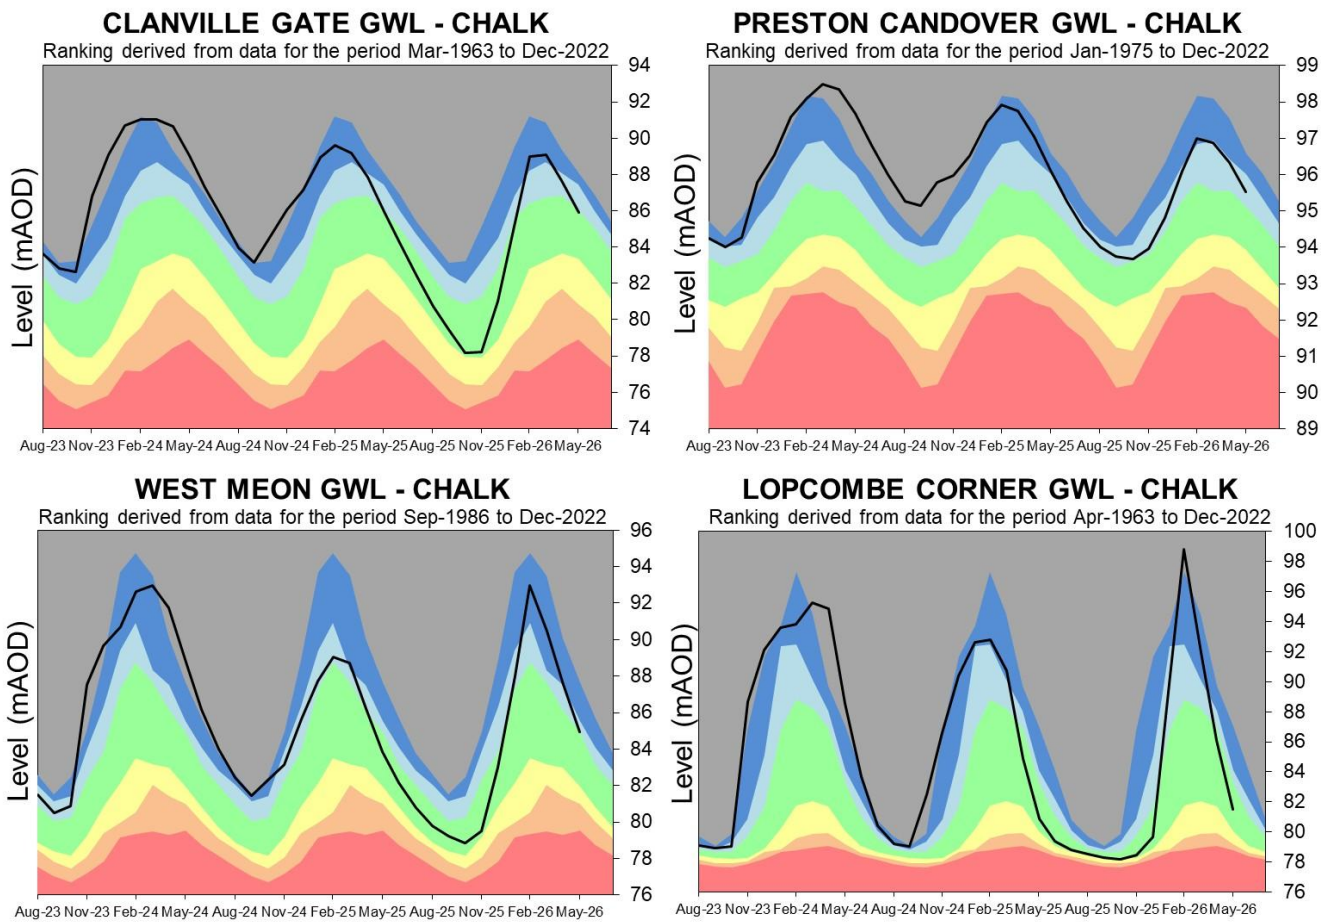 CLANVILLE GATE GWL - CHALK
Ranking derived from data for the period Mar-1963 to Dec-2022
Level (mAOD)
94
92
90
88
86
84
82
80
78
76
74
Aug-23 Nov-23 Feb-24 May-24 Aug-24 Nov-24 Feb-25 May-25 Aug-25 Nov-25 Feb-26 May-26
PRESTON CANDOVER GWL - CHALK
Ranking derived from data for the period Jan-1975 to Dec-2022
Level (mAOD)
99
98
97
96
95
94
93
92
91
90
89
Aug-23 Nov-23 Feb-24 May-24 Aug-24 Nov-24 Feb-25 May-25 Aug-25 Nov-25 Feb-26 May-26
WEST MEON GWL - CHALK
Ranking derived from data for the period Sep-1986 to Dec-2022
Level (mAOD)
96
94
92
90
88
86
84
82
80
78
76
Aug-23 Nov-23 Feb-24 May-24 Aug-24 Nov-24 Feb-25 May-25 Aug-25 Nov-25 Feb-26 May-26
LOPCOMBE CORNER GWL - CHALK
Ranking derived from data for the period Apr-1963 to Dec-2022
Level (mAOD)
100
98
96
94
92
90
88
86
84
82
80
78
76
Aug-23 Nov-23 Feb-24 May-24 Aug-24 Nov-24 Feb-25 May-25 Aug-25 Nov-25 Feb-26 May-26